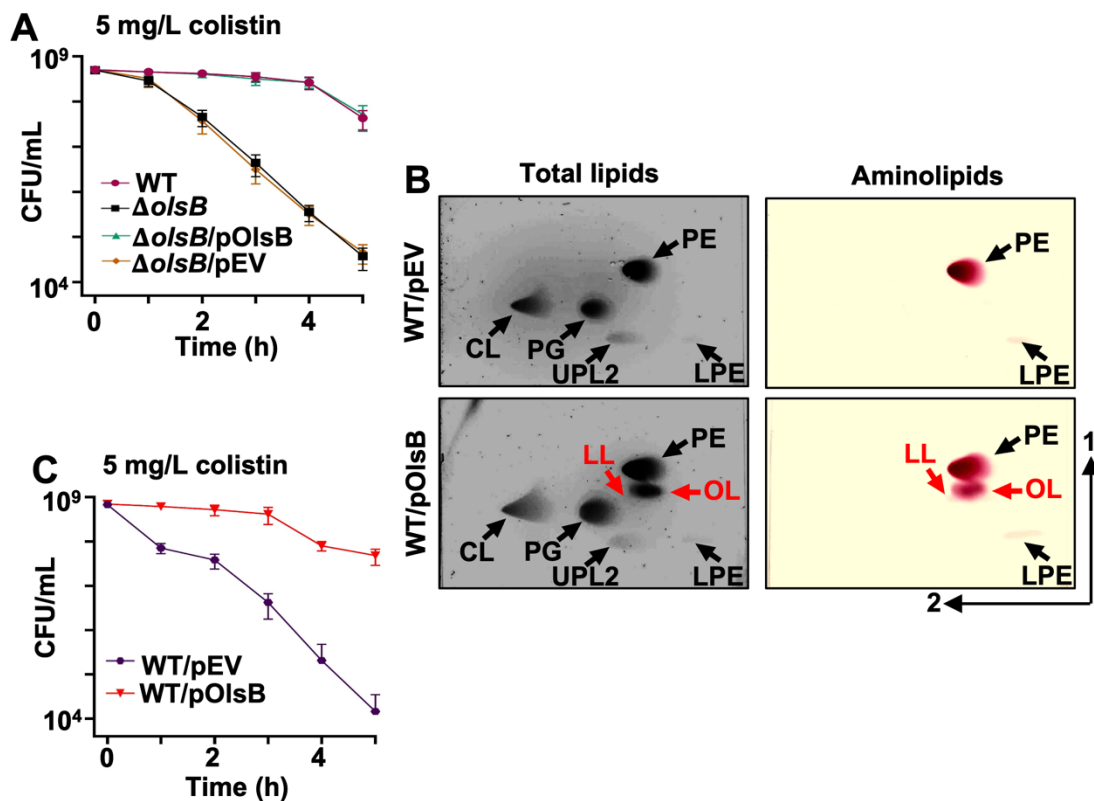 A
5 mg/L colistin
10⁹
CFU/mL
10⁴
WT
ΔolsB
ΔolsB/pOlsB
ΔolsB/pEV
0 2 4
Time (h)
B
Total lipids
Aminolipids
WT/pEV
PE
CL
PG
UPL2
LPE
PE
LPE
WT/pOlsB
PE
LL
OL
CL
PG
UPL2
LPE
PE
LL
OL
LPE
1
2
C
5 mg/L colistin
10⁹
CFU/mL
10⁴
WT/pEV
WT/pOlsB
0 2 4
Time (h)